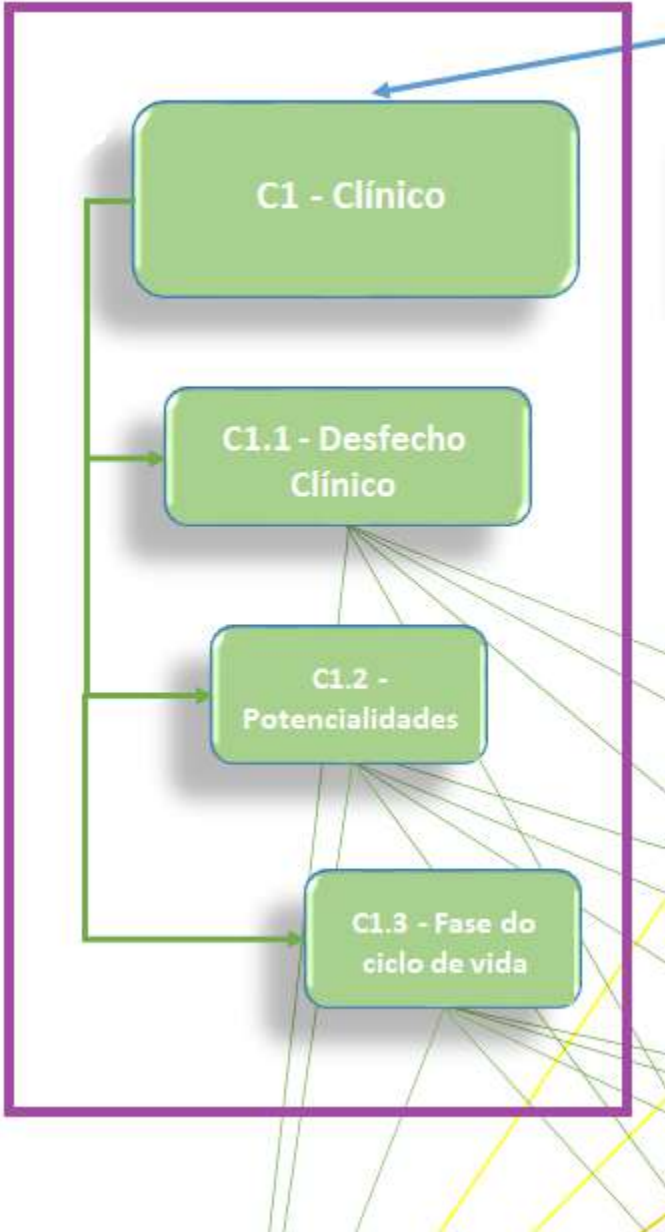 C1 - Clínico
C1.1 - Desfecho
Clínico
C1.2 -
Potencialidades
C1.3 - Fase do
ciclo de vida